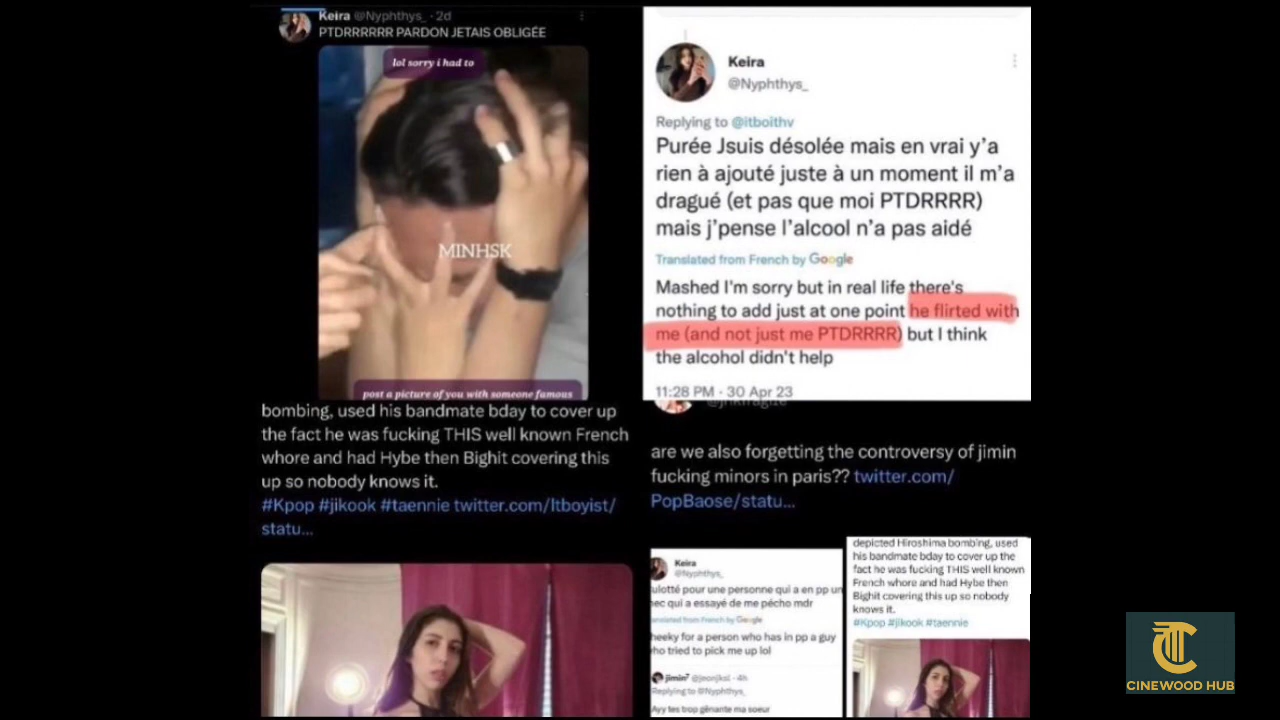 Keira @Nyphthys_ · 2d
PTDRRRRRR PARDON JETAIS OBLIGÉE
lol sorry i had to
MINHSK
post a picture of you with someone famous
bombing, used his bandmate bday to cover up
the fact he was fucking THIS well known French
whore and had Hybe then Bighit covering this
up so nobody knows it.
#Kpop #jikook #taennie twitter.com/ltboyist/
statu...
Keira
@Nyphthys_
Replying to @itboithv
Purée Jsuis désolée mais en vrai y'a
rien à ajouté juste à un moment il m'a
dragué (et pas que moi PTDRRRR)
mais j'pense l'alcool n'a pas aidé
Translated from French by Google
Mashed I'm sorry but in real life there's
nothing to add just at one point he flirted with
me (and not just me PTDRRRR) but I think
the alcohol didn't help
11:28 PM · 30 Apr 23
are we also forgetting the controversy of jimin
fucking minors in paris?? twitter.com/
PopBaose/statu...
Keira
@Nyphthys_
ulotté pour une personne qui a en pp un
ec qui a essayé de me pécho mdr
anslated from French by Google
heeky for a person who has in pp a guy
ho tried to pick me up lol
jimin⁷ @jeonjksl · 4h
Replying to @Nyphthys_
Ayy tes trop gênante ma soeur
depicted Hiroshima bombing, used
his bandmate bday to cover up the
fact he was fucking THIS well known
French whore and had Hybe then
Bighit covering this up so nobody
knows it.
#Kpop #jikook #taennie
CINEWOOD HUB